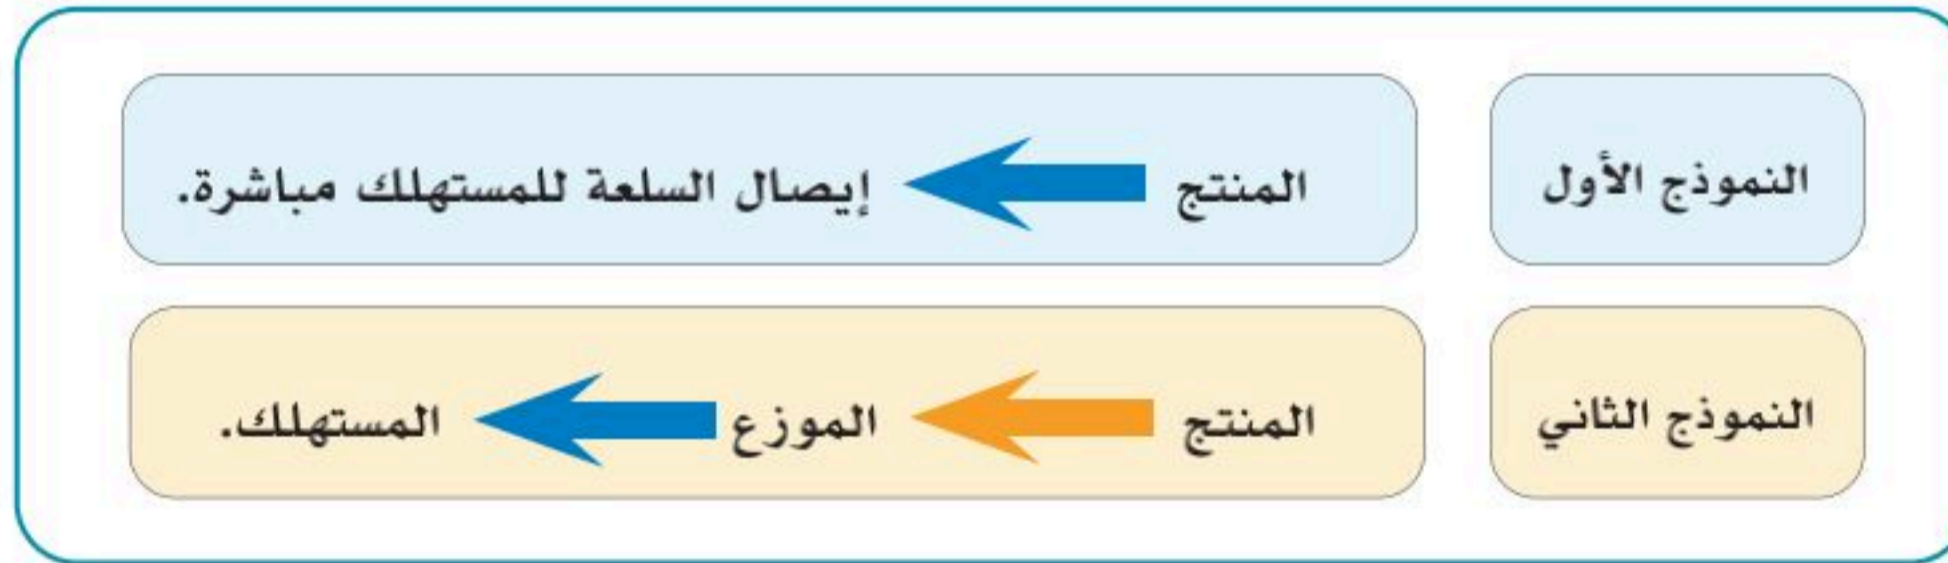 النموذج الأول
المنتج إيصال السلعة للمستهلك مباشرة.
النموذج الثاني
المنتج الموزع المستهلك.